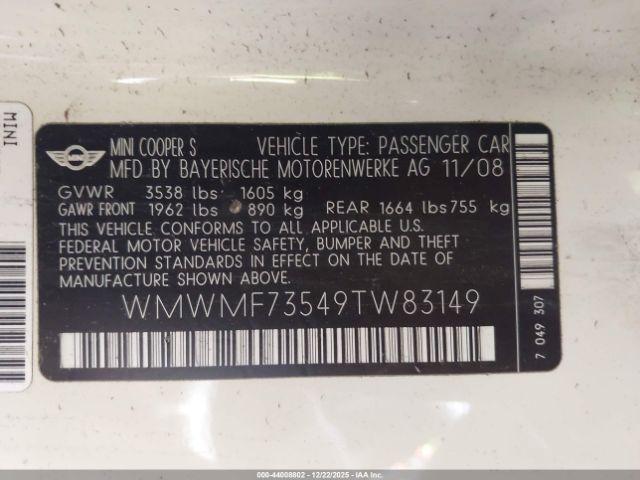 MINI
MINI COOPER S VEHICLE TYPE: PASSENGER CAR
MFD BY BAYERISCHE MOTORENWERKE AG 11/08
GVWR 3538 lbs 1605 kg
GAWR FRONT 1962 lbs 890 kg REAR 1664 lbs 755 kg
THIS VEHICLE CONFORMS TO ALL APPLICABLE U.S.
FEDERAL MOTOR VEHICLE SAFETY, BUMPER AND THEFT
PREVENTION STANDARDS IN EFFECT ON THE DATE OF
MANUFACTURE SHOWN ABOVE.
WMWMF73549TW83149
7 049 307
MINI
000-44008802 - 12/22/2025 - IAA Inc.